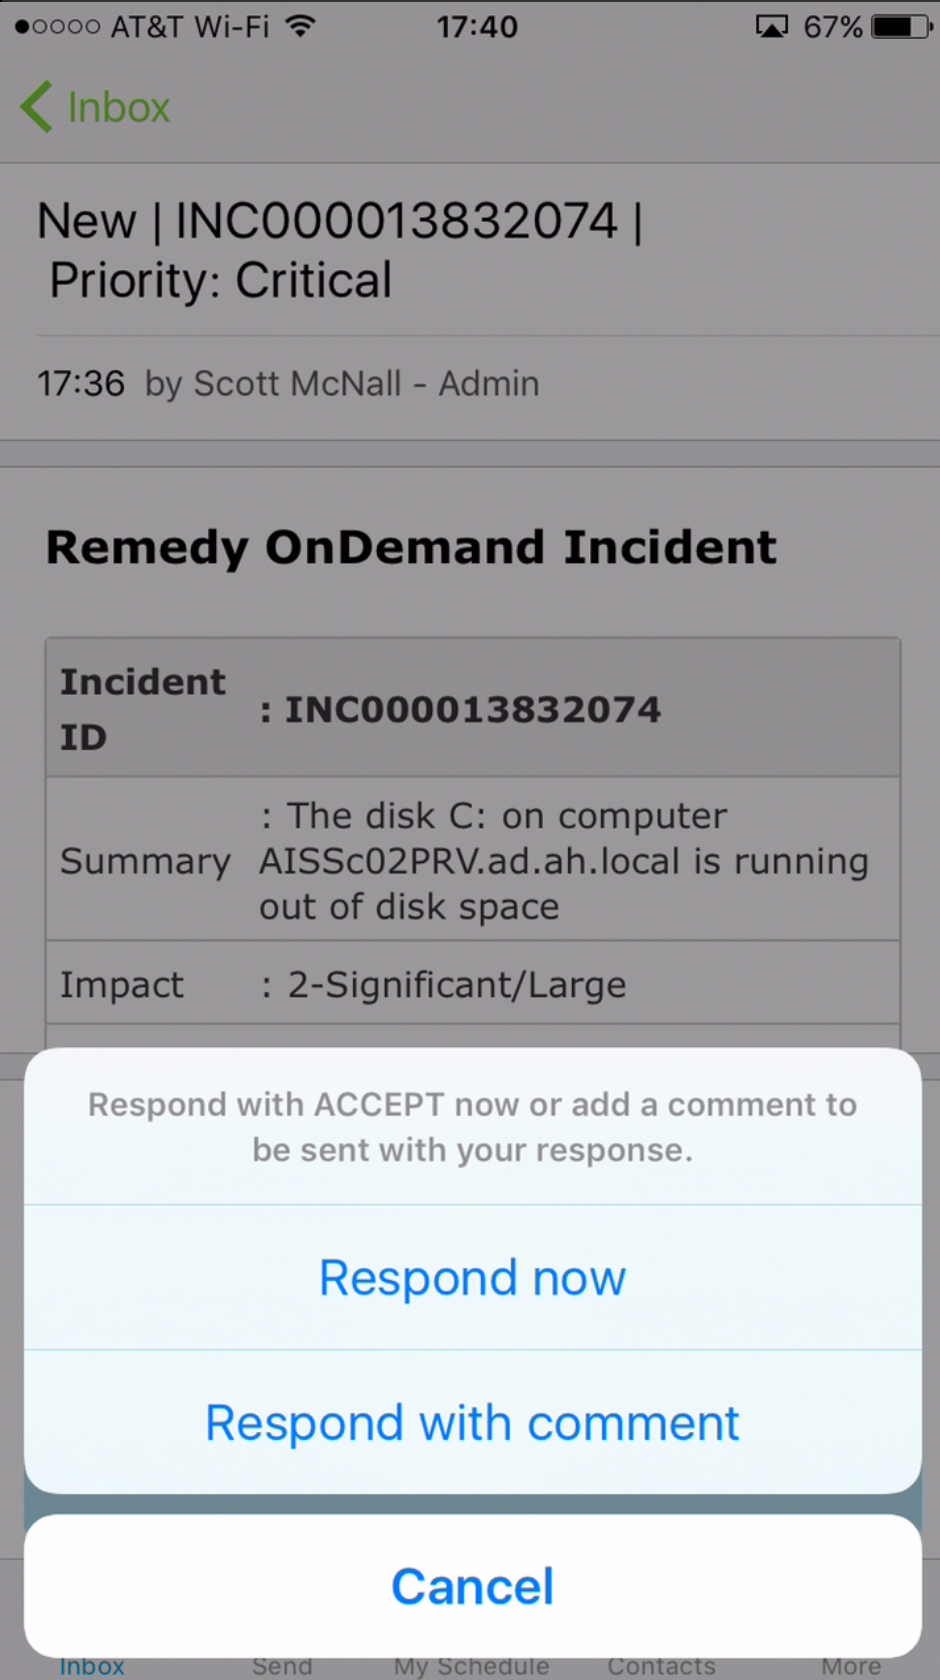 AT&T Wi-Fi 17:40 67%
Inbox
New | INC000013832074 |
Priority: Critical
17:36 by Scott McNall - Admin
Remedy OnDemand Incident
Incident
ID : INC000013832074
: The disk C: on computer
Summary AISSc02PRV.ad.ah.local is running
out of disk space
Impact : 2-Significant/Large
Respond with ACCEPT now or add a comment to
be sent with your response.
Respond now
Respond with comment
Cancel
Inbox Send My Schedule Contacts More